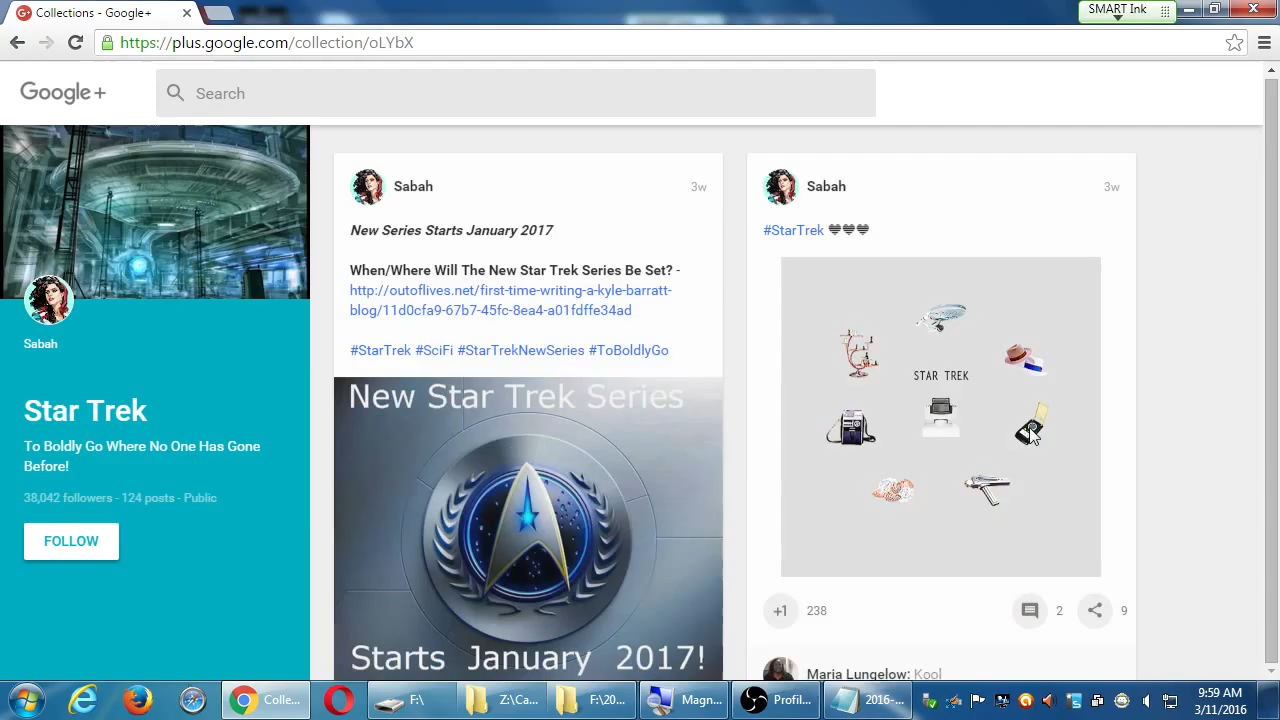 Collections - Google+
SMART Ink
https://plus.google.com/collection/oLYbX
Google+
Search
Sabah
Star Trek
To Boldly Go Where No One Has Gone
Before!
38,042 followers - 124 posts - Public
FOLLOW
Sabah
3w
New Series Starts January 2017
When/Where Will The New Star Trek Series Be Set? -
http://outoflives.net/first-time-writing-a-kyle-barratt-
blog/11d0cfa9-67b7-45fc-8ea4-a01fdffe34ad
#StarTrek #SciFi #StarTrekNewSeries #ToBoldlyGo
New Star Trek Series
Starts January 2017!
Sabah
3w
#StarTrek 🖤🖤🖤
STAR TREK
+1
238
2
9
Maria Lungelow: Kool
Colle...
F:\
Z:\Ca...
F:\20...
Magn...
Profil...
2016-...
9:59 AM
3/11/2016